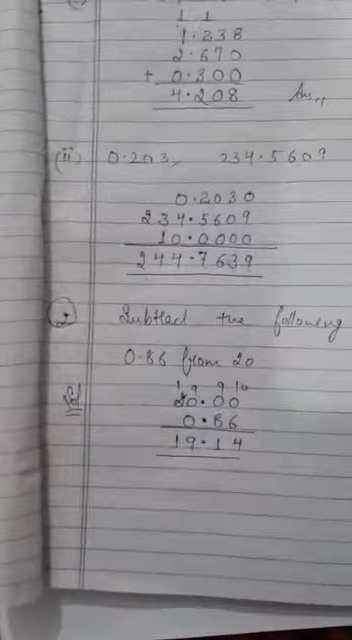 1 1
1.238
2.670
+ 0.300
4.208 Ans,,
(ii) 0.203, 234.5609
0.2030
234.5609
10.0000
244.7639
2 Subtract the following
0.86 from 20
1 9 9 10
Sol 20.00
0.86
19.14